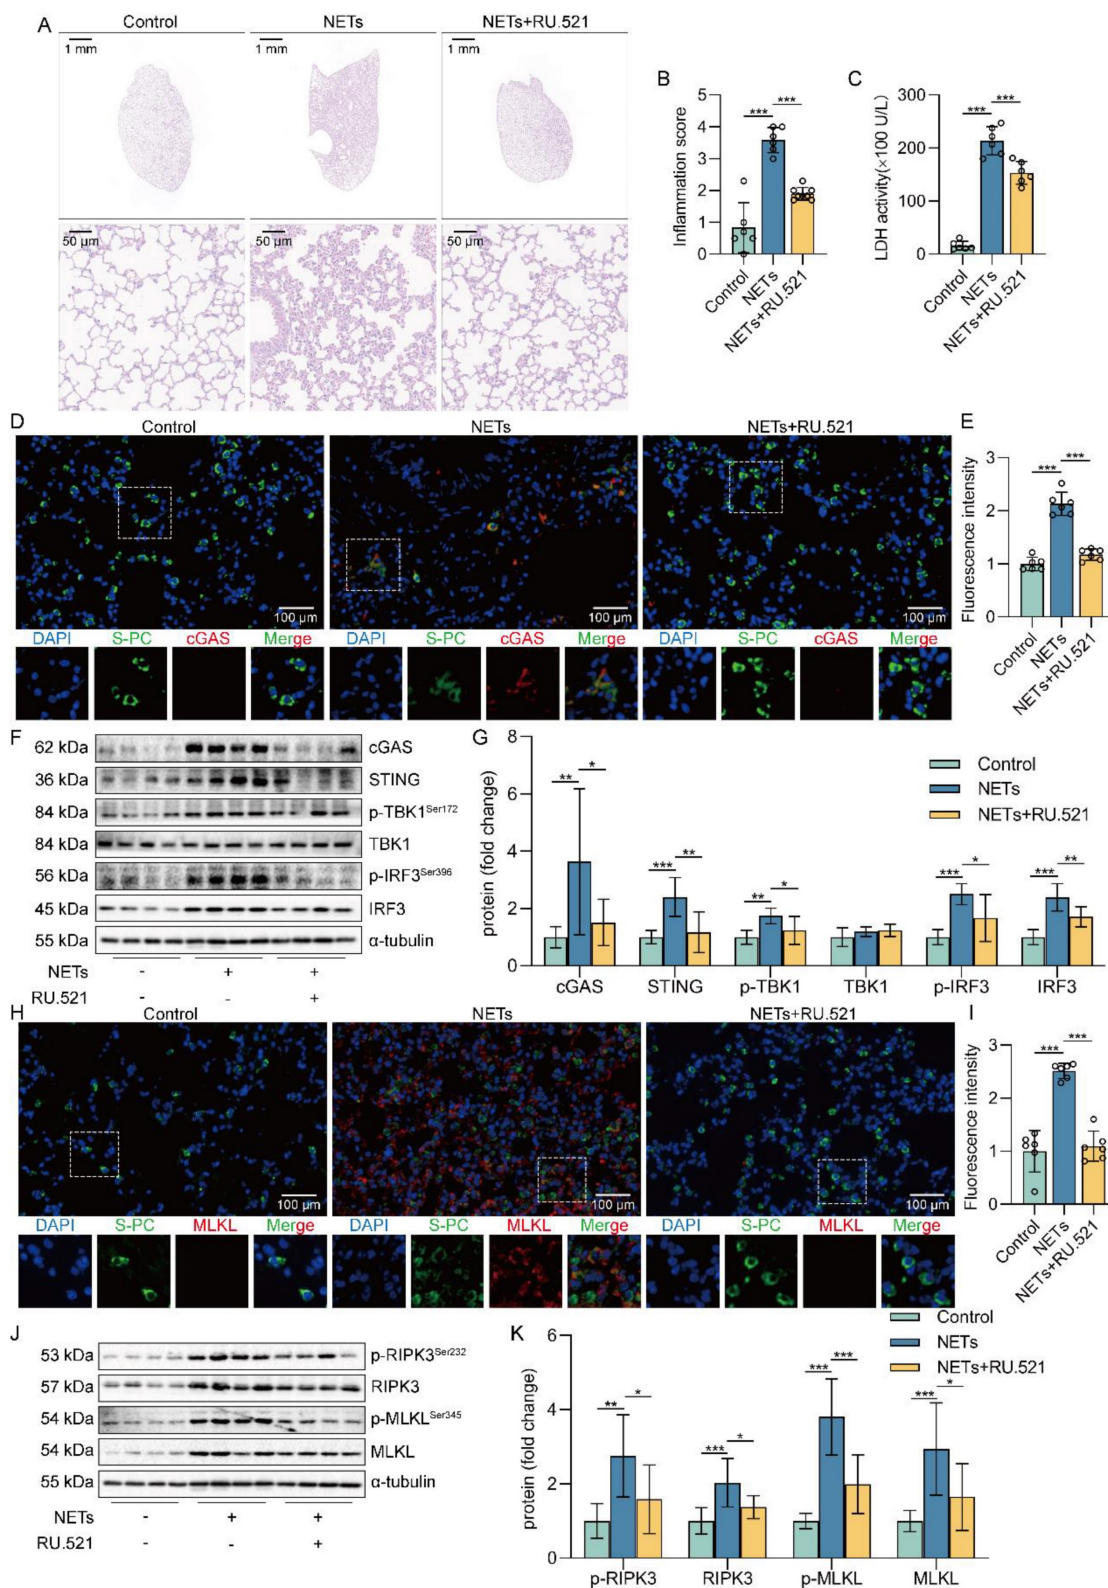 A
Control
NETs
NETs+RU.521
1 mm
1 mm
1 mm
50 μm
50 μm
50 μm
B
Inflammation score
5
4
3
2
1
0
***
***
Control
NETs
NETs+RU.521
C
LDH activity(×100 U/L)
300
200
100
0
***
***
Control
NETs
NETs+RU.521
D
Control
NETs
NETs+RU.521
100 μm
100 μm
100 μm
DAPI S-PC cGAS Merge DAPI S-PC cGAS Merge DAPI S-PC cGAS Merge
E
Fluorescence intensity
3
2
1
0
***
***
Control
NETs
NETs+RU.521
F
62 kDa cGAS
36 kDa STING
84 kDa p-TBK1Ser172
84 kDa TBK1
56 kDa p-IRF3Ser396
45 kDa IRF3
55 kDa α-tubulin
NETs - + +
RU.521 - - +
G
protein (fold change)
8
6
4
2
0
Control
NETs
NETs+RU.521
** *
*** **
** *
*** *
*** **
cGAS STING p-TBK1 TBK1 p-IRF3 IRF3
H
Control
NETs
NETs+RU.521
100 μm
100 μm
100 μm
DAPI S-PC MLKL Merge DAPI S-PC MLKL Merge DAPI S-PC MLKL Merge
I
Fluorescence intensity
3
2
1
0
***
***
Control
NETs
NETs+RU.521
J
53 kDa p-RIPK3Ser232
57 kDa RIPK3
54 kDa p-MLKLSer345
54 kDa MLKL
55 kDa α-tubulin
NETs - + +
RU.521 - - +
K
protein (fold change)
6
4
2
0
Control
NETs
NETs+RU.521
** *
*** *
*** ***
*** *
p-RIPK3 RIPK3 p-MLKL MLKL